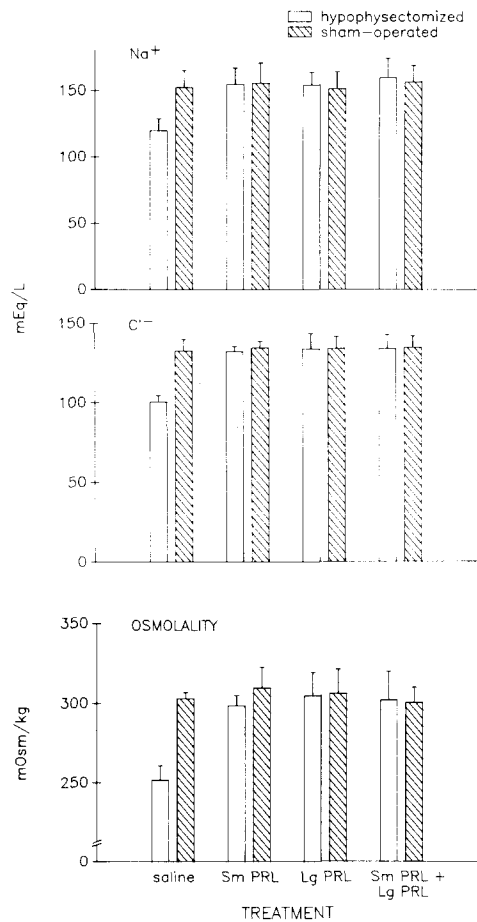 hypophysectomized
sham-operated
Na+
150
100
50
0
mEq/L
C'−
150
100
50
0
OSMOLALITY
350
300
250
0
mOsm/kg
saline Sm PRL Lg PRL Sm PRL +
Lg PRL
TREATMENT